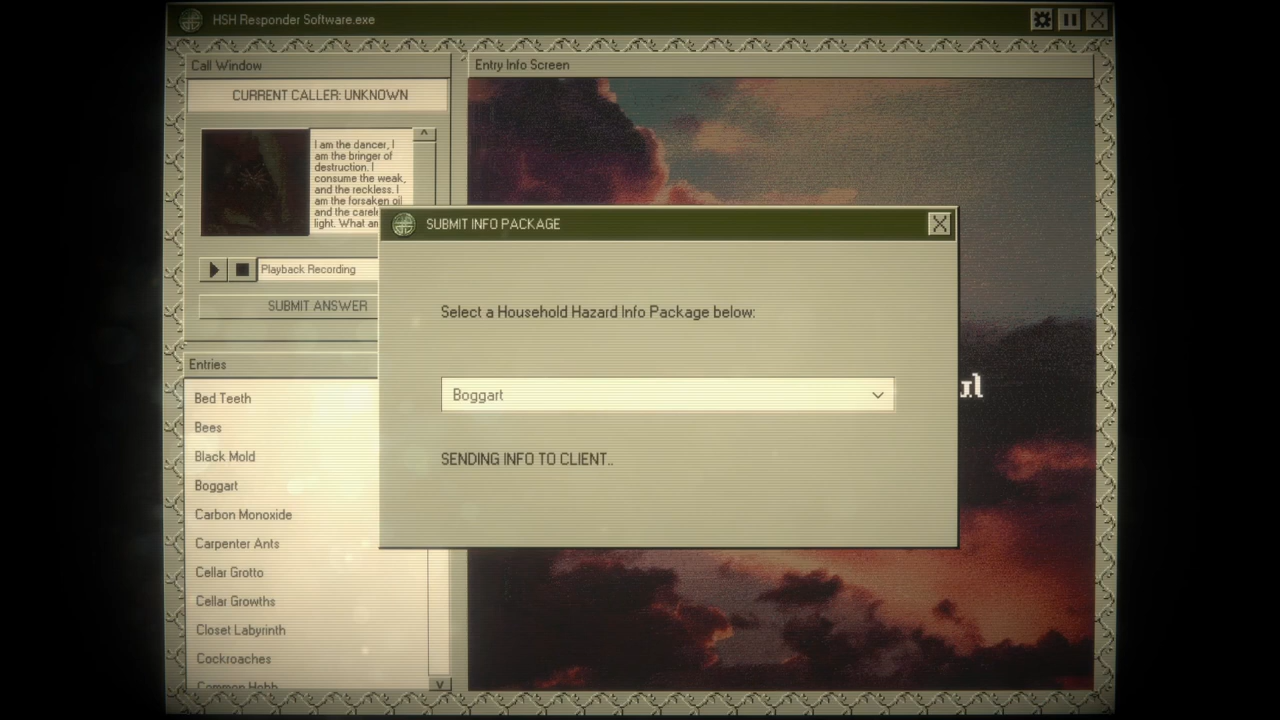 HSH Responder Software.exe
Call Window
CURRENT CALLER: UNKNOWN
I am the dancer, I
am the bringer of
destruction. I
consume the weak,
and the reckless. I
am the forsaken oil
and the
light. What
Playback Recording
SUBMIT ANSWER
Entries
Bed Teeth
Bees
Black Mold
Boggart
Carbon Monoxide
Carpenter Ants
Cellar Grotto
Cellar Growths
Closet Labyrinth
Cockroaches
Common Hobb
Entry Info Screen
SUBMIT INFO PACKAGE
Select a Household Hazard Info Package below:
Boggart
SENDING INFO TO CLIENT..